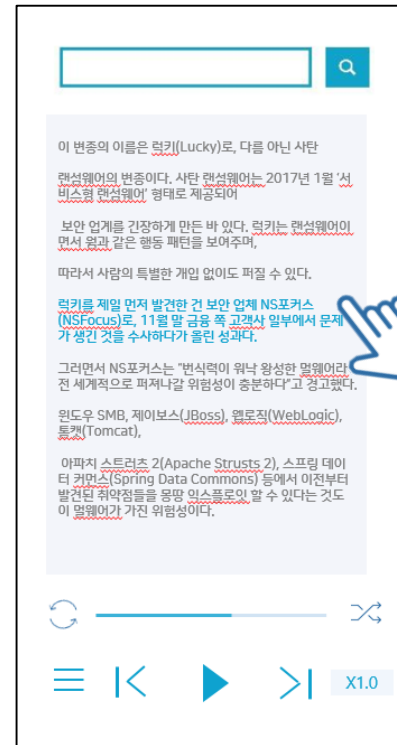 이 변종의 이름은 럭키(Lucky)로, 다름 아닌 사탄
랜섬웨어의 변종이다. 사탄 랜섬웨어는 2017년 1월 '서
비스형 랜섬웨어' 형태로 제공되어
보안 업계를 긴장하게 만든 바 있다. 럭키는 랜섬웨어이
면서 웜과 같은 행동 패턴을 보여주며,
따라서 사람의 특별한 개입 없이도 퍼질 수 있다.
럭키를 제일 먼저 발견한 건 보안 업체 NS포커스
(NSFocus)로, 11월 말 금융 쪽 고객사 일부에서 문제
가 생긴 것을 수사하다가 올린 성과다.
그러면서 NS포커스는 "번식력이 워낙 왕성한 멀웨어라
전 세계적으로 퍼져나갈 위험성이 충분하다"고 경고했다.
윈도우 SMB, 제이보스(JBoss), 웹로직(WebLogic),
톰캣(Tomcat),
아파치 스트러츠 2(Apache Strusts 2), 스프링 데이
터 커먼스(Spring Data Commons) 등에서 이전부터
발견된 취약점들을 몽땅 익스플로잇 할 수 있다는 것도
이 멀웨어가 가진 위험성이다.
X1.0